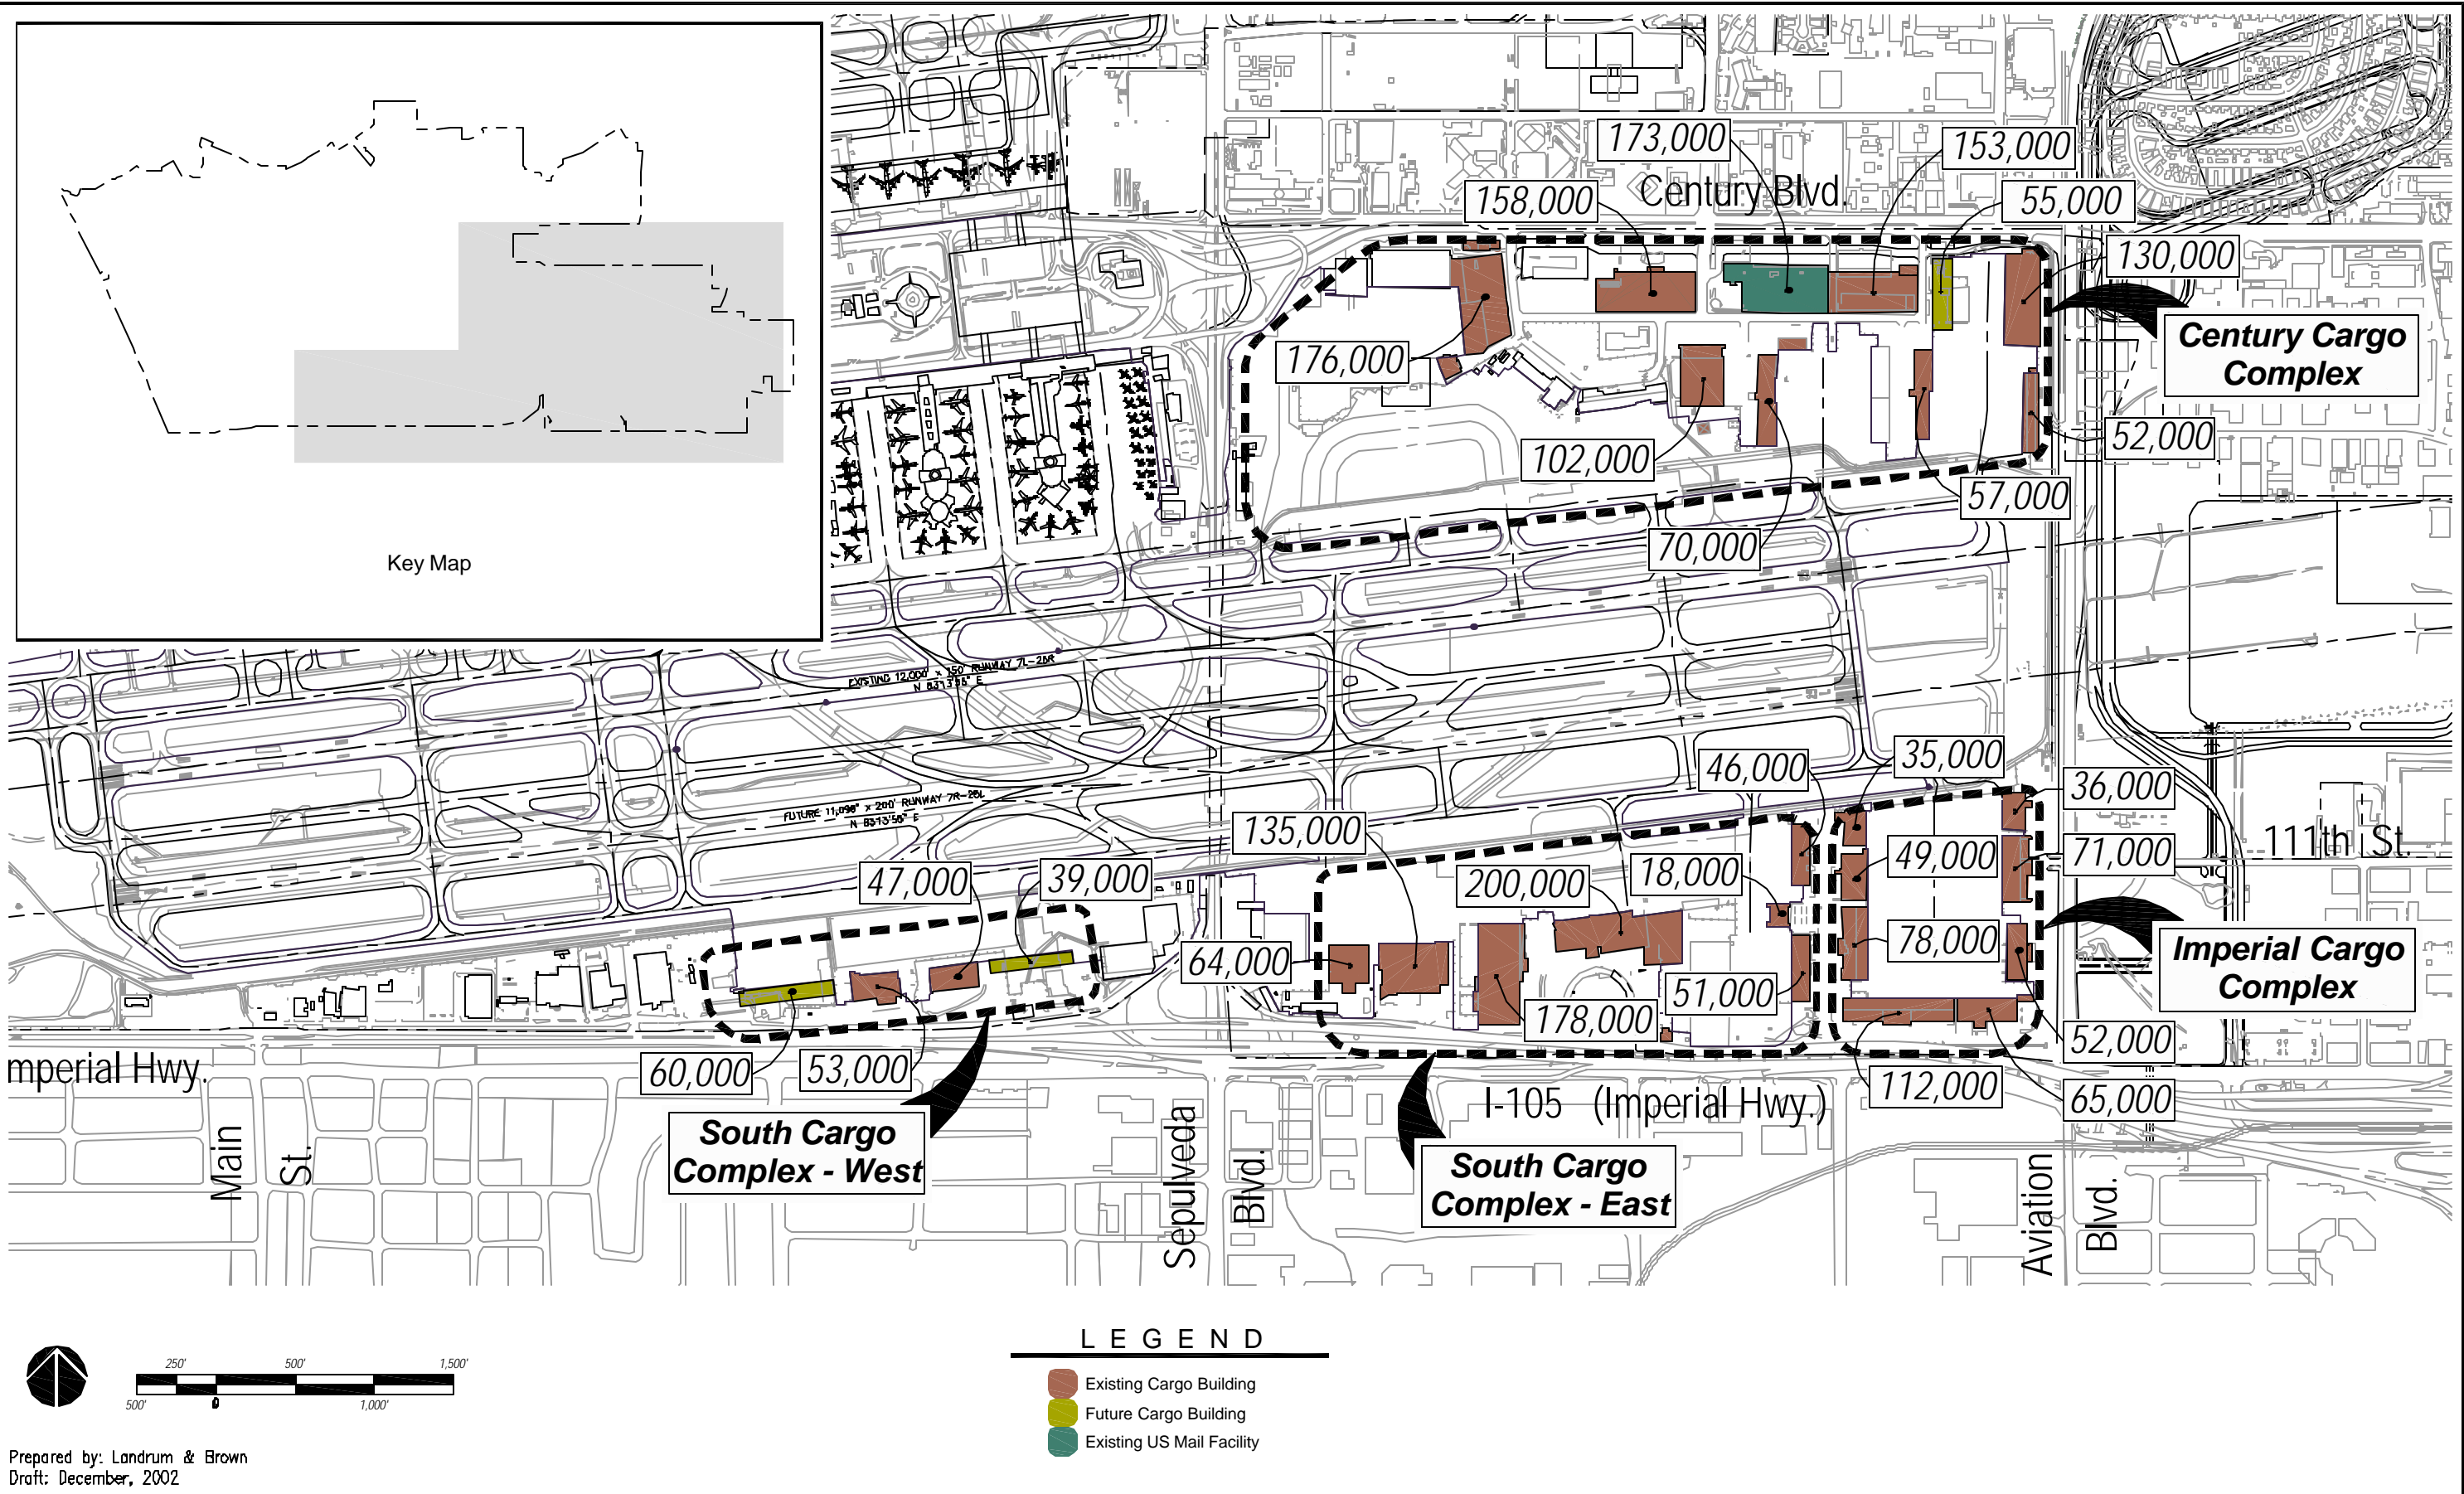 173,000
153,000
Century Blvd.
158,000
55,000
130,000
Century Cargo
Complex
176,000
52,000
102,000
57,000
70,000
Key Map
EXISTING 12,000' x 150' RUNWAY 7L-25R
N 83°13'55" E
46,000
35,000
36,000
FUTURE 11,096' x 200' RUNWAY 7R-25L
N 83°13'55" E
135,000
111th St.
49,000
71,000
47,000
39,000
200,000
18,000
78,000
Imperial Cargo
Complex
64,000
51,000
178,000
52,000
mperial Hwy.
60,000
53,000
112,000
65,000
I-105 (Imperial Hwy.)
South Cargo
Complex - West
South Cargo
Complex - East
Main
St.
Sepulveda
Blvd.
Aviation
Blvd.
LEGEND
250'
500'
1,500'
500'
0
1,000'
Existing Cargo Building
Future Cargo Building
Existing US Mail Facility
Prepared by: Landrum & Brown
Draft: December, 2002